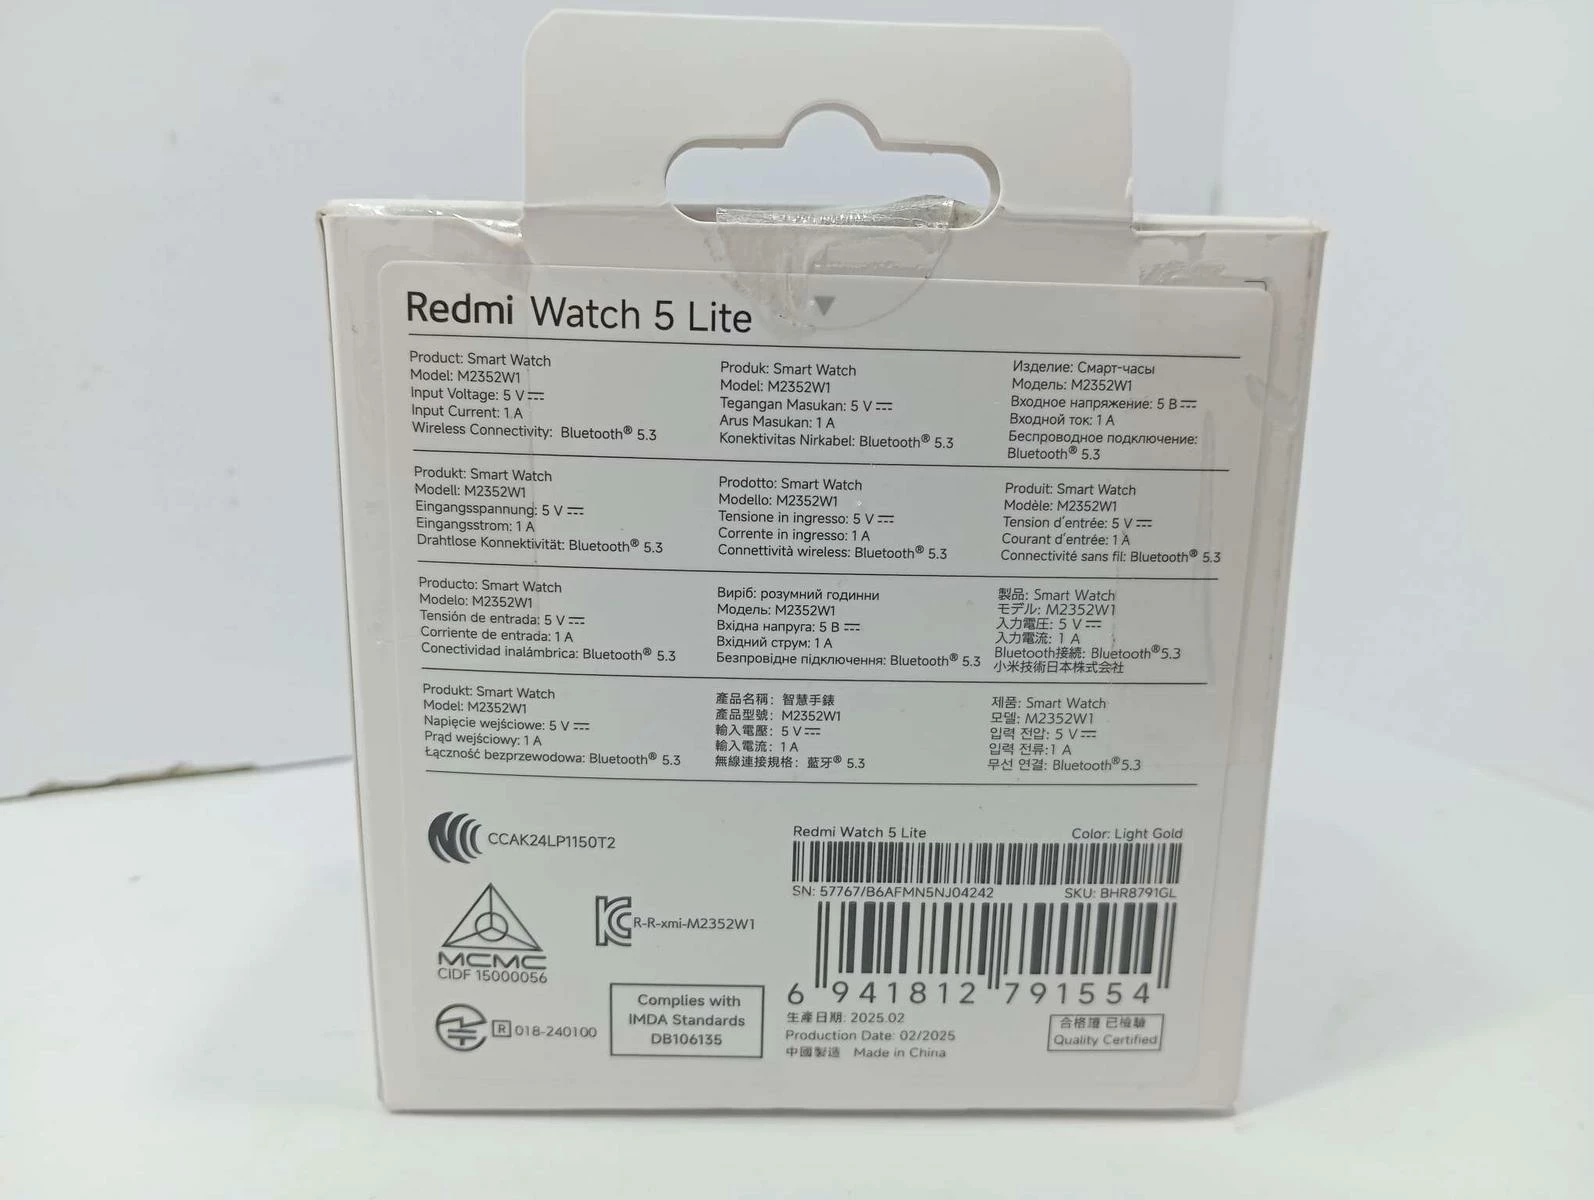 Redmi Watch 5 Lite
Product: Smart Watch
Model: M2352W1
Input Voltage: 5 V⎓
Input Current: 1 A
Wireless Connectivity: Bluetooth® 5.3
Produk: Smart Watch
Model: M2352W1
Tegangan Masukan: 5 V⎓
Arus Masukan: 1 A
Konektivitas Nirkabel: Bluetooth® 5.3
Изделие: Смарт-часы
Модель: M2352W1
Входное напряжение: 5 В⎓
Входной ток: 1 А
Беспроводное подключение:
Bluetooth® 5.3
Produkt: Smart Watch
Modell: M2352W1
Eingangsspannung: 5 V⎓
Eingangsstrom: 1 A
Drahtlose Konnektivität: Bluetooth® 5.3
Prodotto: Smart Watch
Modello: M2352W1
Tensione in ingresso: 5 V⎓
Corrente in ingresso: 1 A
Connettività wireless: Bluetooth® 5.3
Produit: Smart Watch
Modèle: M2352W1
Tension d'entrée: 5 V⎓
Courant d'entrée: 1 A
Connectivité sans fil: Bluetooth® 5.3
Producto: Smart Watch
Modelo: M2352W1
Tensión de entrada: 5 V⎓
Corriente de entrada: 1 A
Conectividad inalámbrica: Bluetooth® 5.3
Виріб: розумний годинни
Модель: M2352W1
Вхідна напруга: 5 В⎓
Вхідний струм: 1 А
Безпровідне підключення: Bluetooth® 5.3
製品: Smart Watch
モデル: M2352W1
入力電圧: 5 V⎓
入力電流: 1 A
Bluetooth接続: Bluetooth®5.3
小米技術日本株式会社
Produkt: Smart Watch
Model: M2352W1
Napięcie wejściowe: 5 V⎓
Prąd wejściowy: 1 A
Łączność bezprzewodowa: Bluetooth® 5.3
產品名稱: 智慧手錶
產品型號: M2352W1
輸入電壓: 5 V⎓
輸入電流: 1 A
無線連接規格: 藍牙® 5.3
제품: Smart Watch
모델: M2352W1
입력 전압: 5 V⎓
입력 전류:1 A
무선 연결: Bluetooth®5.3
CCAK24LP1150T2
MCMC
CIDF 15000056
R-R-xmi-M2352W1
R 018-240100
Complies with
IMDA Standards
DB106135
Redmi Watch 5 Lite Color: Light Gold
SN: 57767/B6AFMN5NJ04242 SKU: BHR8791GL
6 941812 791554
生產日期: 2025.02
Production Date: 02/2025
中國製造 Made in China
合格證 已檢驗
Quality Certified